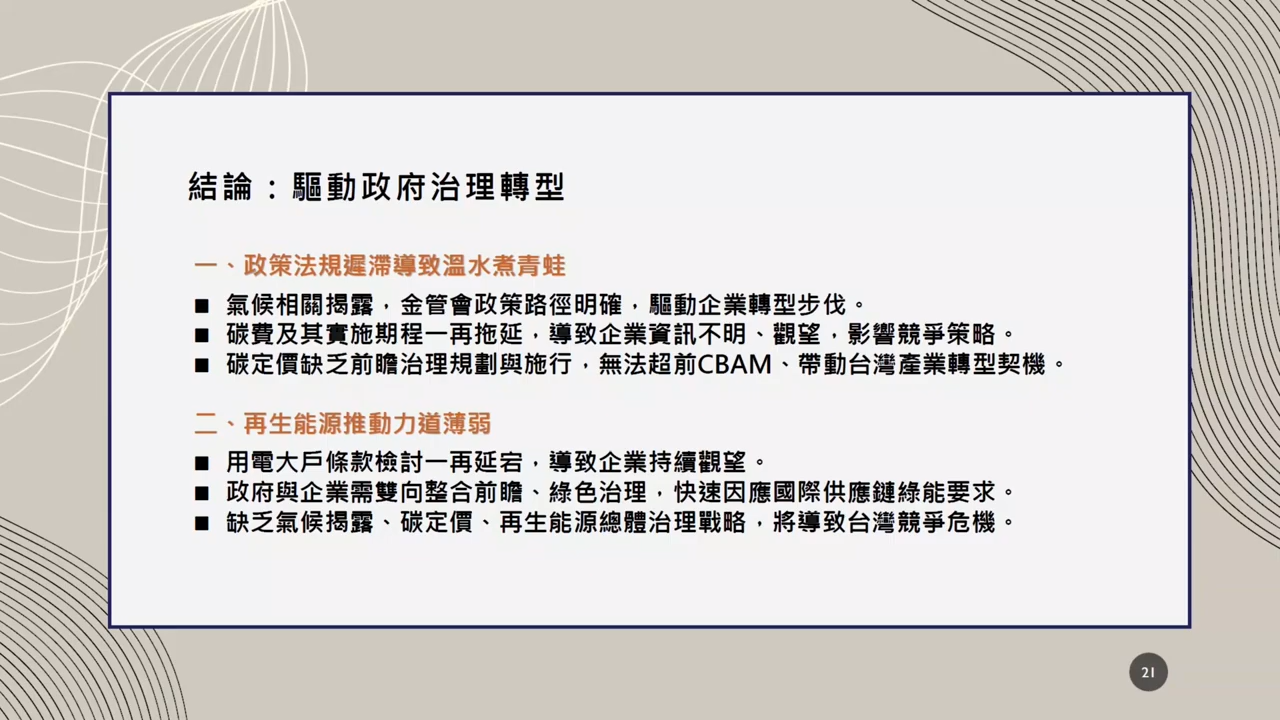 結論：驅動政府治理轉型
一、政策法規遲滯導致溫水煮青蛙
■ 氣候相關揭露，金管會政策路徑明確，驅動企業轉型步伐。
■ 碳費及其實施期程一再拖延，導致企業資訊不明、觀望，影響競爭策略。
■ 碳定價缺乏前瞻治理規劃與施行，無法超前CBAM、帶動台灣產業轉型契機。
二、再生能源推動力道薄弱
■ 用電大戶條款檢討一再延宕，導致企業持續觀望。
■ 政府與企業需雙向整合前瞻、綠色治理，快速因應國際供應鏈綠能要求。
■ 缺乏氣候揭露、碳定價、再生能源總體治理戰略，將導致台灣競爭危機。
21